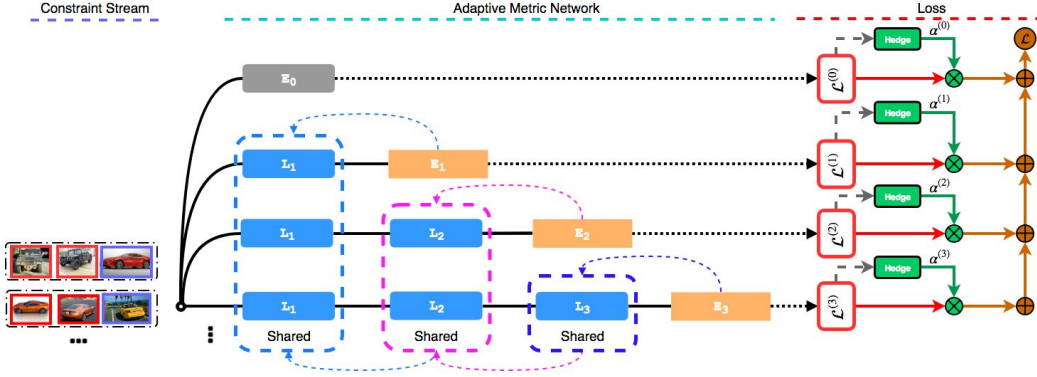 Constraint Stream Adaptive Metric Network Loss
Hedge α^(0) ℒ
E₀ ℒ^(0)
Hedge α^(1)
L₁ E₁ ℒ^(1)
Hedge α^(2)
L₁ L₂ E₂ ℒ^(2)
Hedge α^(3)
L₁ L₂ L₃ E₃ ℒ^(3)
Shared Shared Shared